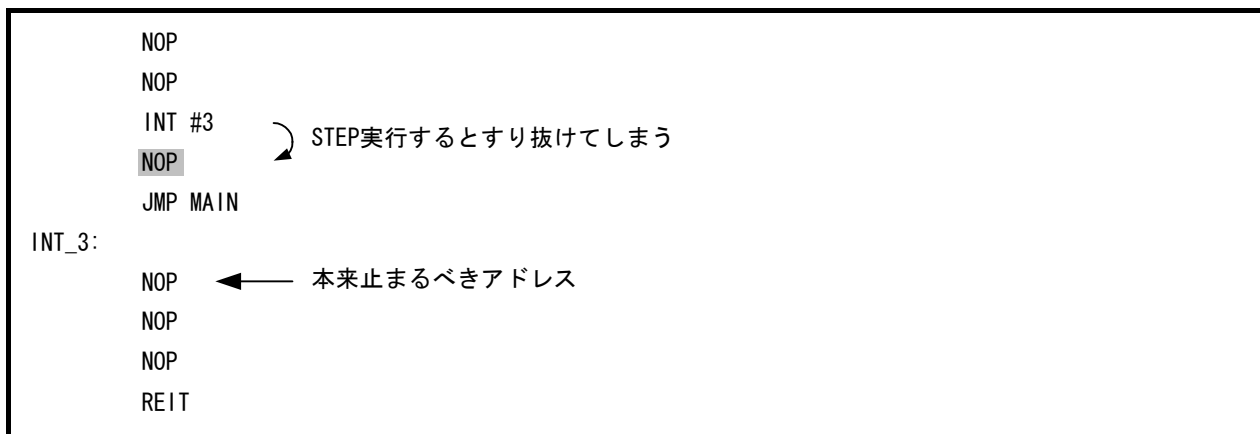 NOP
NOP
INT #3
STEP実行するとすり抜けてしまう
NOP
JMP MAIN
INT_3:
NOP
本来止まるべきアドレス
NOP
NOP
REIT